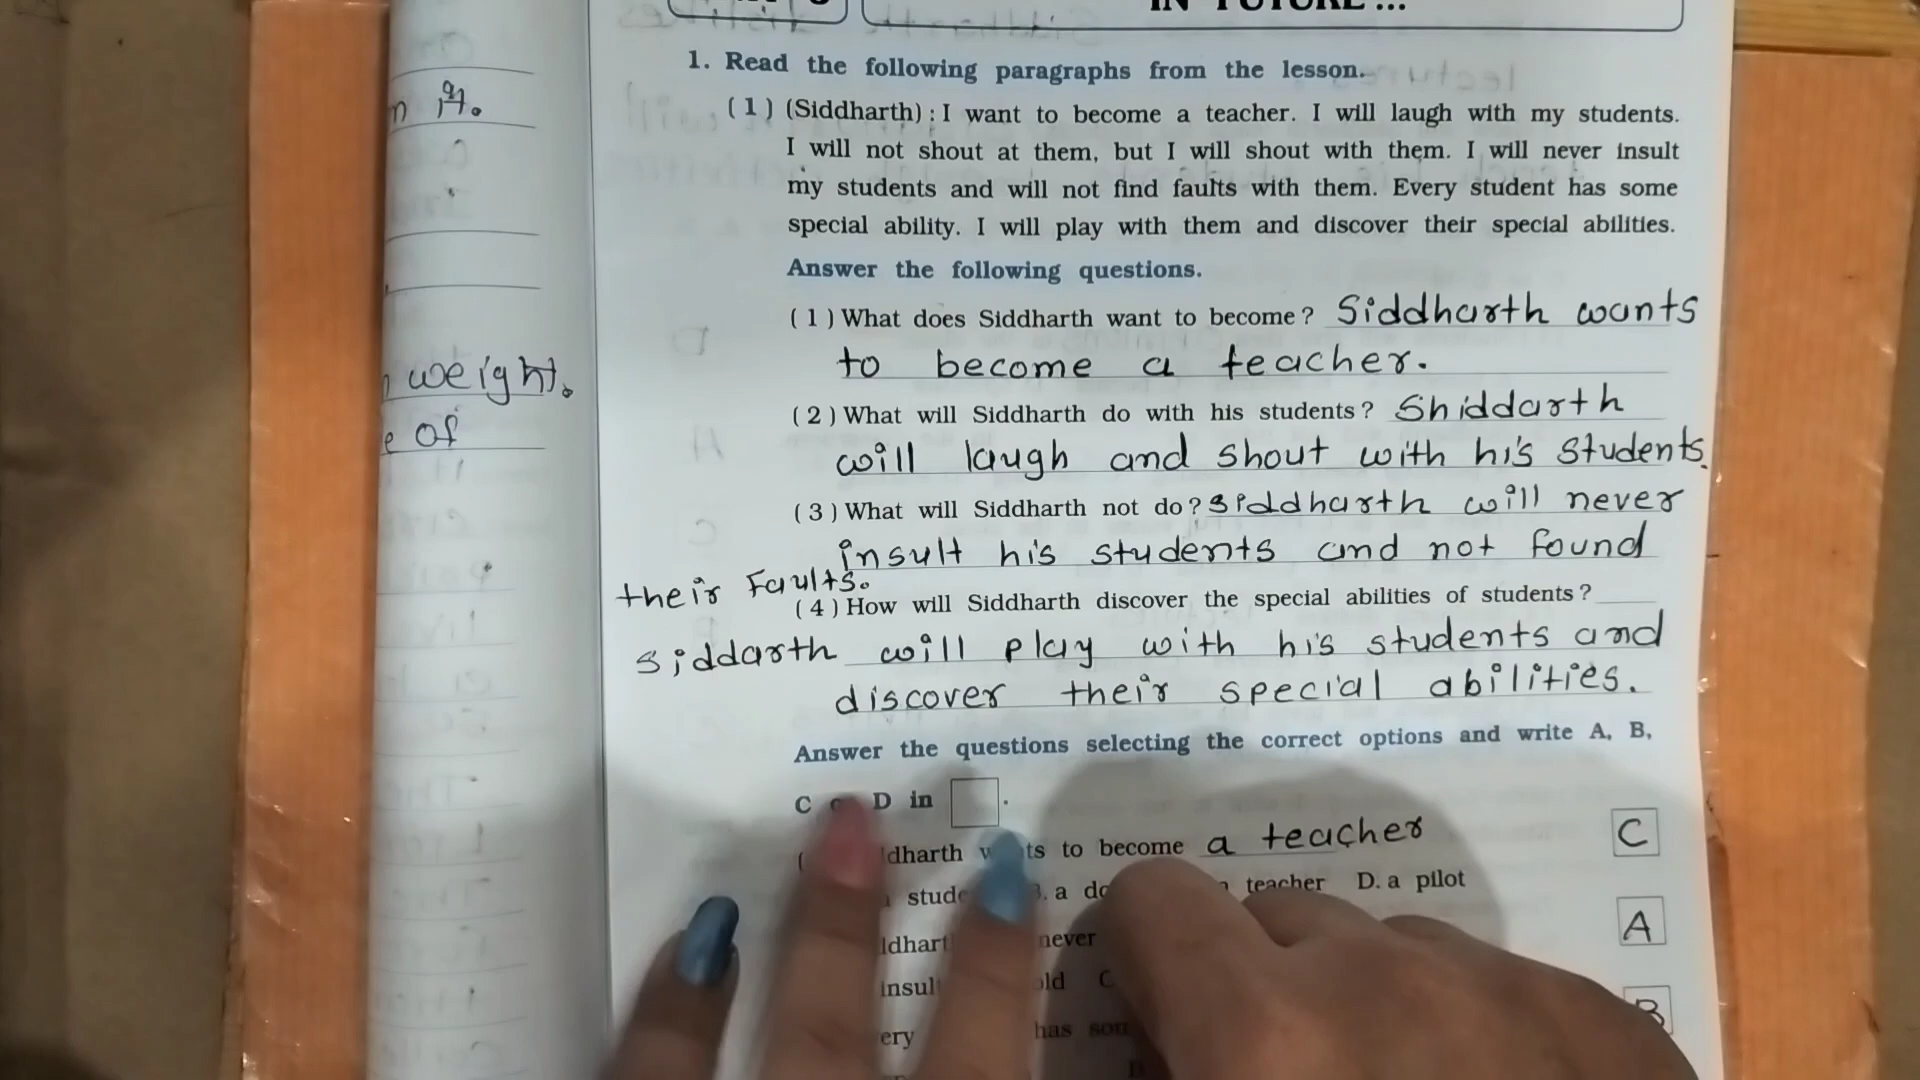 IN FUTURE ...
1. Read the following paragraphs from the lesson.
(1) (Siddharth) : I want to become a teacher. I will laugh with my students.
I will not shout at them, but I will shout with them. I will never insult
my students and will not find faults with them. Every student has some
special ability. I will play with them and discover their special abilities.
Answer the following questions.
(1) What does Siddharth want to become? Siddharth wants
to become a teacher.
(2) What will Siddharth do with his students? Shiddarth
will laugh and shout with his students.
(3) What will Siddharth not do? Siddharth will never
insult his students and not found
their Faults.
(4) How will Siddharth discover the special abilities of students?
Siddarth will play with his students and
discover their special abilities.
Answer the questions selecting the correct options and write A, B,
C D in .
dharth ts to become a teacher C
a do teacher D. a pilot
never A
insul old C
ery has som B
weight.
e of